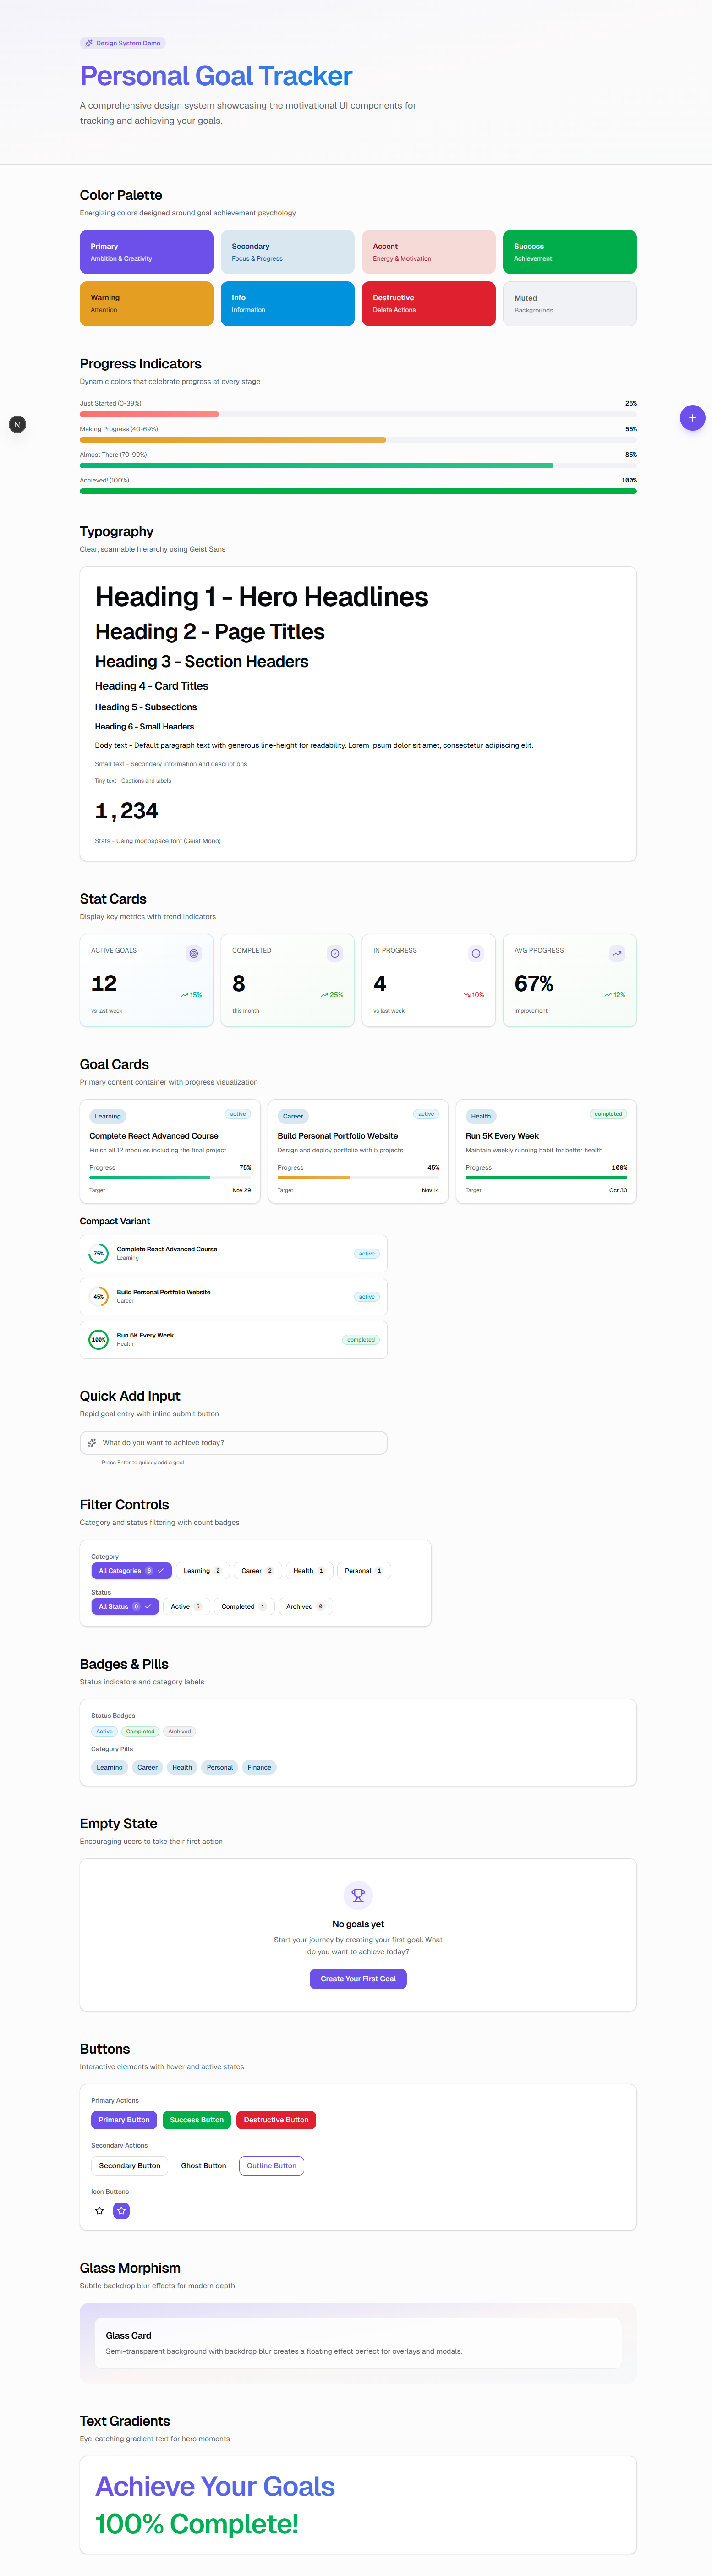 Design System Demo
Personal Goal Tracker
A comprehensive design system showcasing the motivational UI components for
tracking and achieving your goals.
Color Palette
Energizing colors designed around goal achievement psychology
Primary
Ambition & Creativity
Secondary
Focus & Progress
Accent
Energy & Motivation
Success
Achievement
Warning
Attention
Info
Information
Destructive
Delete Actions
Muted
Backgrounds
Progress Indicators
Dynamic colors that celebrate progress at every stage
Just Started (0-39%) 25%
Making Progress (40-69%) 55%
Almost There (70-99%) 85%
Achieved! (100%) 100%
N
Typography
Clear, scannable hierarchy using Geist Sans
Heading 1 - Hero Headlines
Heading 2 - Page Titles
Heading 3 - Section Headers
Heading 4 - Card Titles
Heading 5 - Subsections
Heading 6 - Small Headers
Body text - Default paragraph text with generous line-height for readability. Lorem ipsum dolor sit amet, consectetur adipiscing elit.
Small text - Secondary information and descriptions
Tiny text - Captions and labels
1,234
Stats - Using monospace font (Geist Mono)
Stat Cards
Display key metrics with trend indicators
ACTIVE GOALS
12
15%
vs last week
COMPLETED
8
25%
this month
IN PROGRESS
4
10%
vs last week
AVG PROGRESS
67%
12%
improvement
Goal Cards
Primary content container with progress visualization
Learning active
Complete React Advanced Course
Finish all 12 modules including the final project
Progress 75%
Target Nov 29
Career active
Build Personal Portfolio Website
Design and deploy portfolio with 5 projects
Progress 45%
Target Nov 14
Health completed
Run 5K Every Week
Maintain weekly running habit for better health
Progress 100%
Target Oct 30
Compact Variant
75% Complete React Advanced Course active
Learning
45% Build Personal Portfolio Website active
Career
100% Run 5K Every Week completed
Health
Quick Add Input
Rapid goal entry with inline submit button
What do you want to achieve today?
Press Enter to quickly add a goal
Filter Controls
Category and status filtering with count badges
Category
All Categories 6 Learning 2 Career 2 Health 1 Personal 1
Status
All Status 6 Active 5 Completed 1 Archived 0
Badges & Pills
Status indicators and category labels
Status Badges
Active Completed Archived
Category Pills
Learning Career Health Personal Finance
Empty State
Encouraging users to take their first action
No goals yet
Start your journey by creating your first goal. What
do you want to achieve today?
Create Your First Goal
Buttons
Interactive elements with hover and active states
Primary Actions
Primary Button Success Button Destructive Button
Secondary Actions
Secondary Button Ghost Button Outline Button
Icon Buttons
Glass Morphism
Subtle backdrop blur effects for modern depth
Glass Card
Semi-transparent background with backdrop blur creates a floating effect perfect for overlays and modals.
Text Gradients
Eye-catching gradient text for hero moments
Achieve Your Goals
100% Complete!